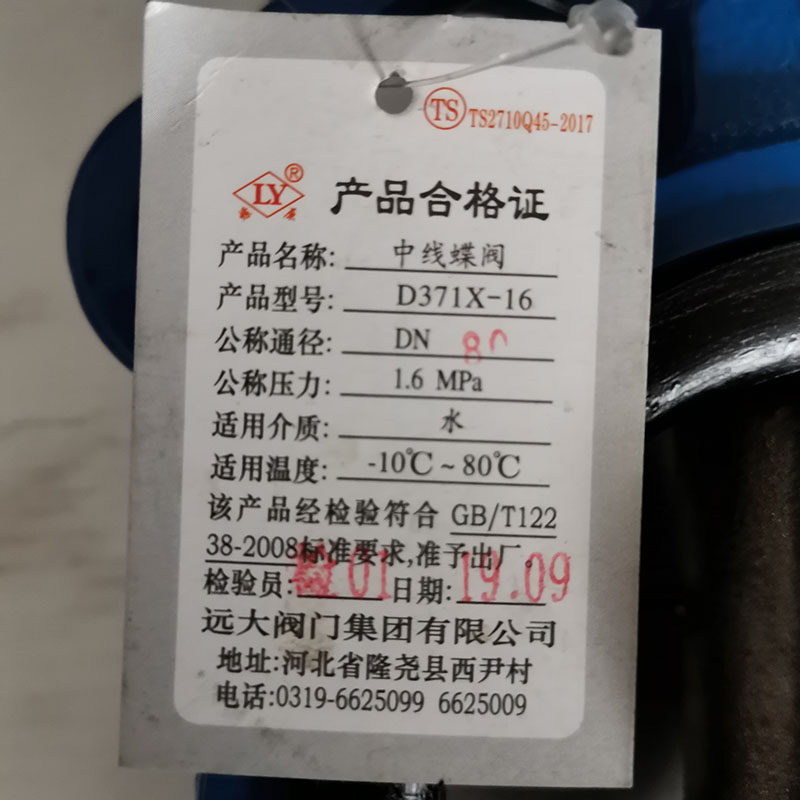 TS TS2710Q45-2017
LY® 产品合格证
产品名称: 中线蝶阀
产品型号: D371X-16
公称通径: DN 80
公称压力: 1.6 MPa
适用介质: 水
适用温度: -10℃~80℃
该产品经检验符合 GB/T122
38-2008标准要求,准予出厂。
检验员: 检01 日期: 19.09
远大阀门集团有限公司
地址:河北省隆尧县西尹村
电话:0319-6625099 6625009